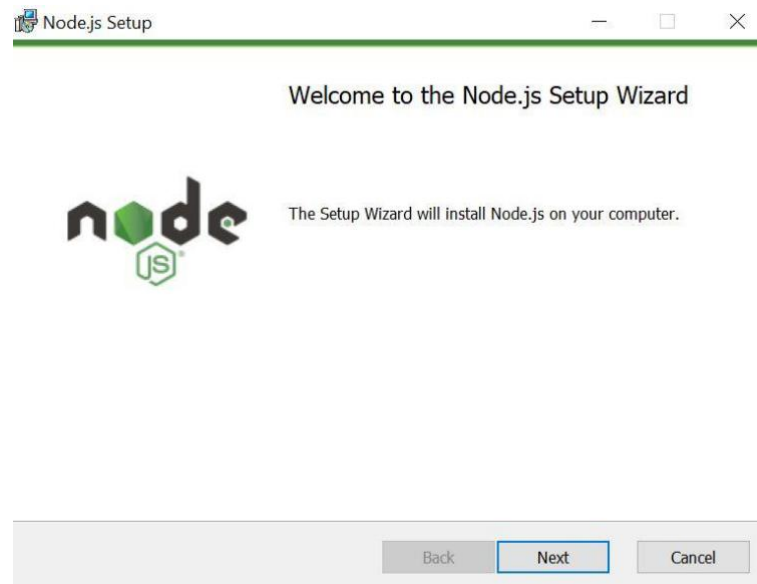 Node.js Setup
Welcome to the Node.js Setup Wizard
node
JS
The Setup Wizard will install Node.js on your computer.
Back
Next
Cancel